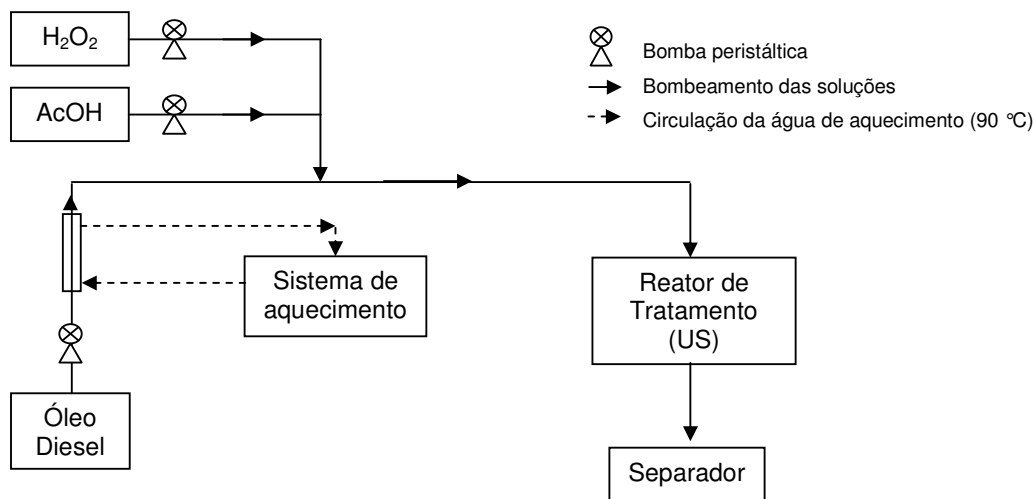 H₂O₂
AcOH
Bomba peristáltica
Bombeamento das soluções
Circulação da água de aquecimento (90 °C)
Sistema de
aquecimento
Reator de
Tratamento
(US)
Óleo
Diesel
Separador